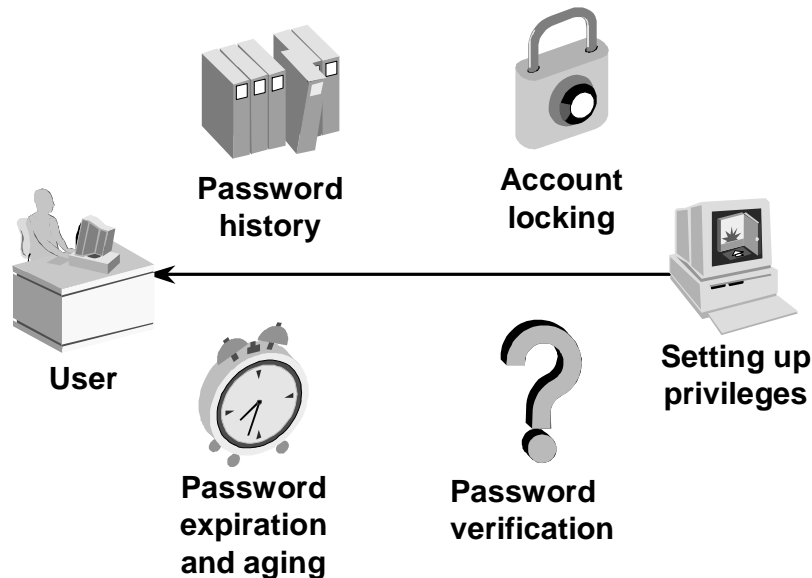 Password
history
Account
locking
User
Setting up
privileges
Password
expiration
and aging
Password
verification